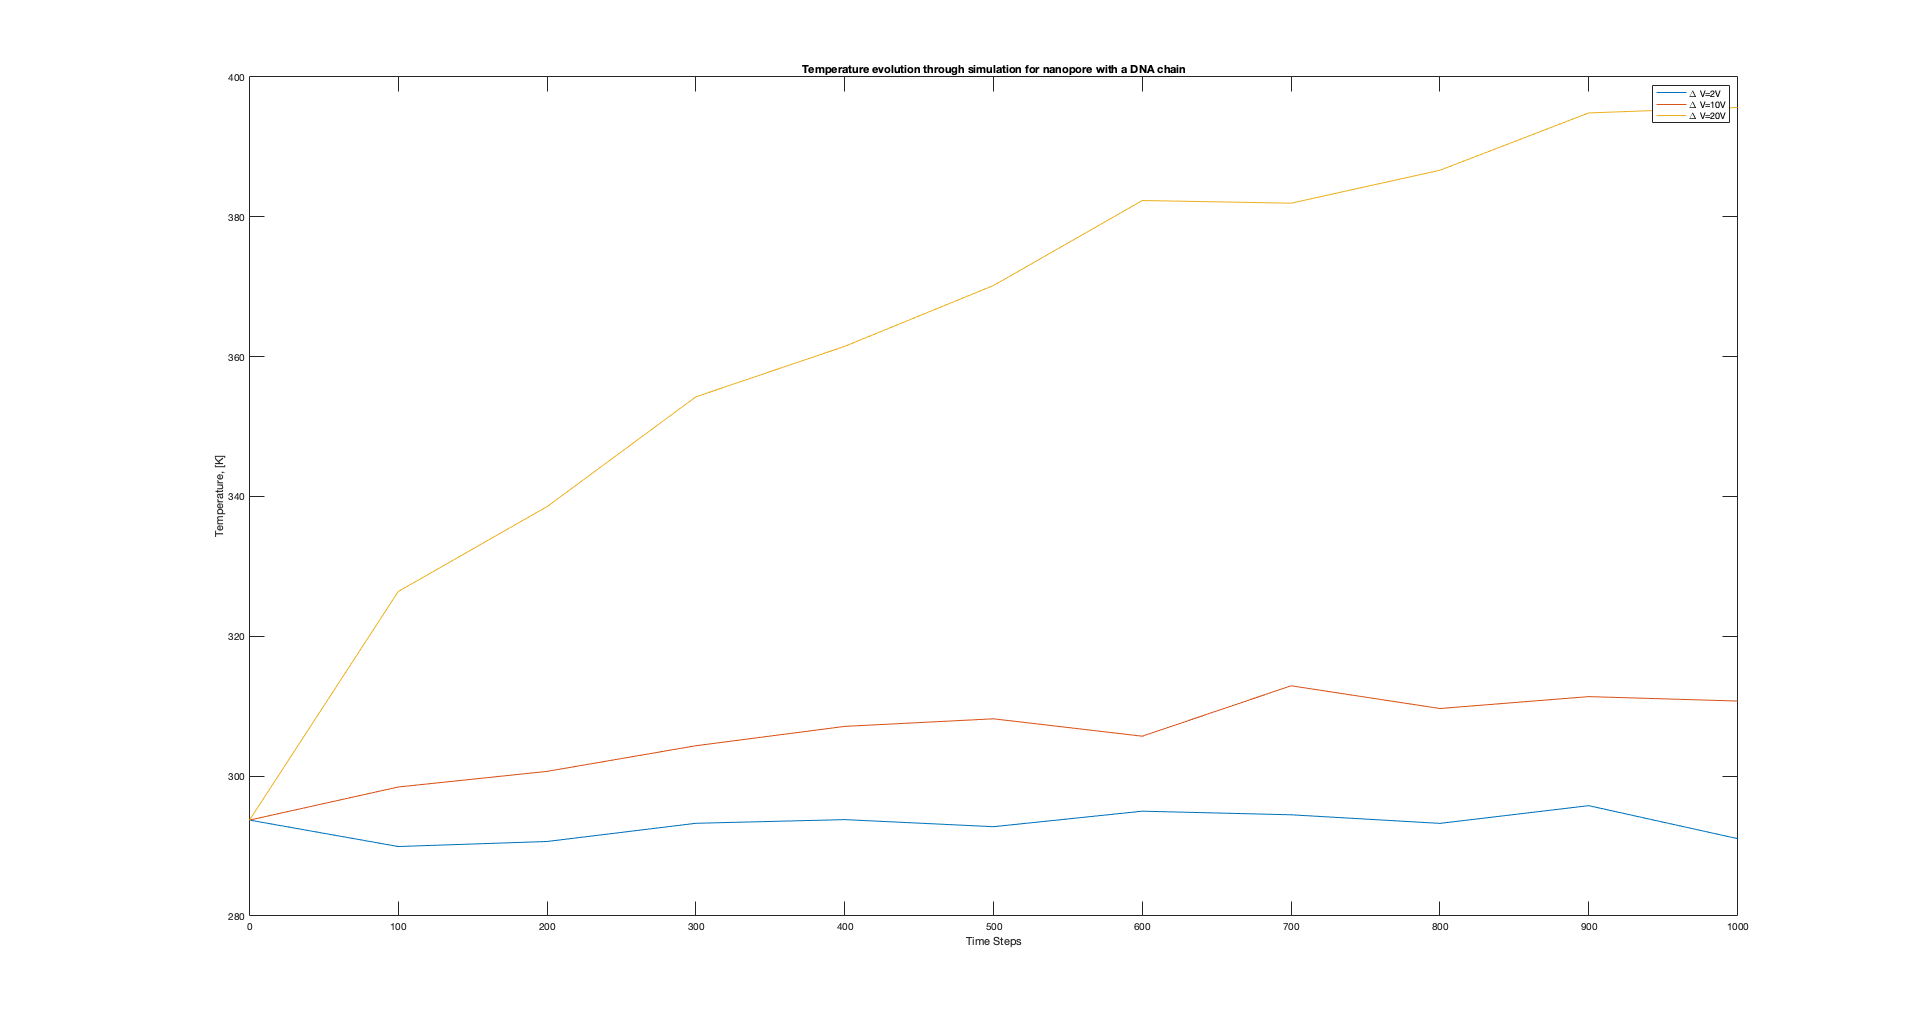 Temperature evolution through simulation for nanopore with a DNA chain
400
Δ V=2V
Δ V=10V
Δ V=20V
380
360
Temperature, [K]
340
320
300
280
0 100 200 300 400 500 600 700 800 900 1000
Time Steps